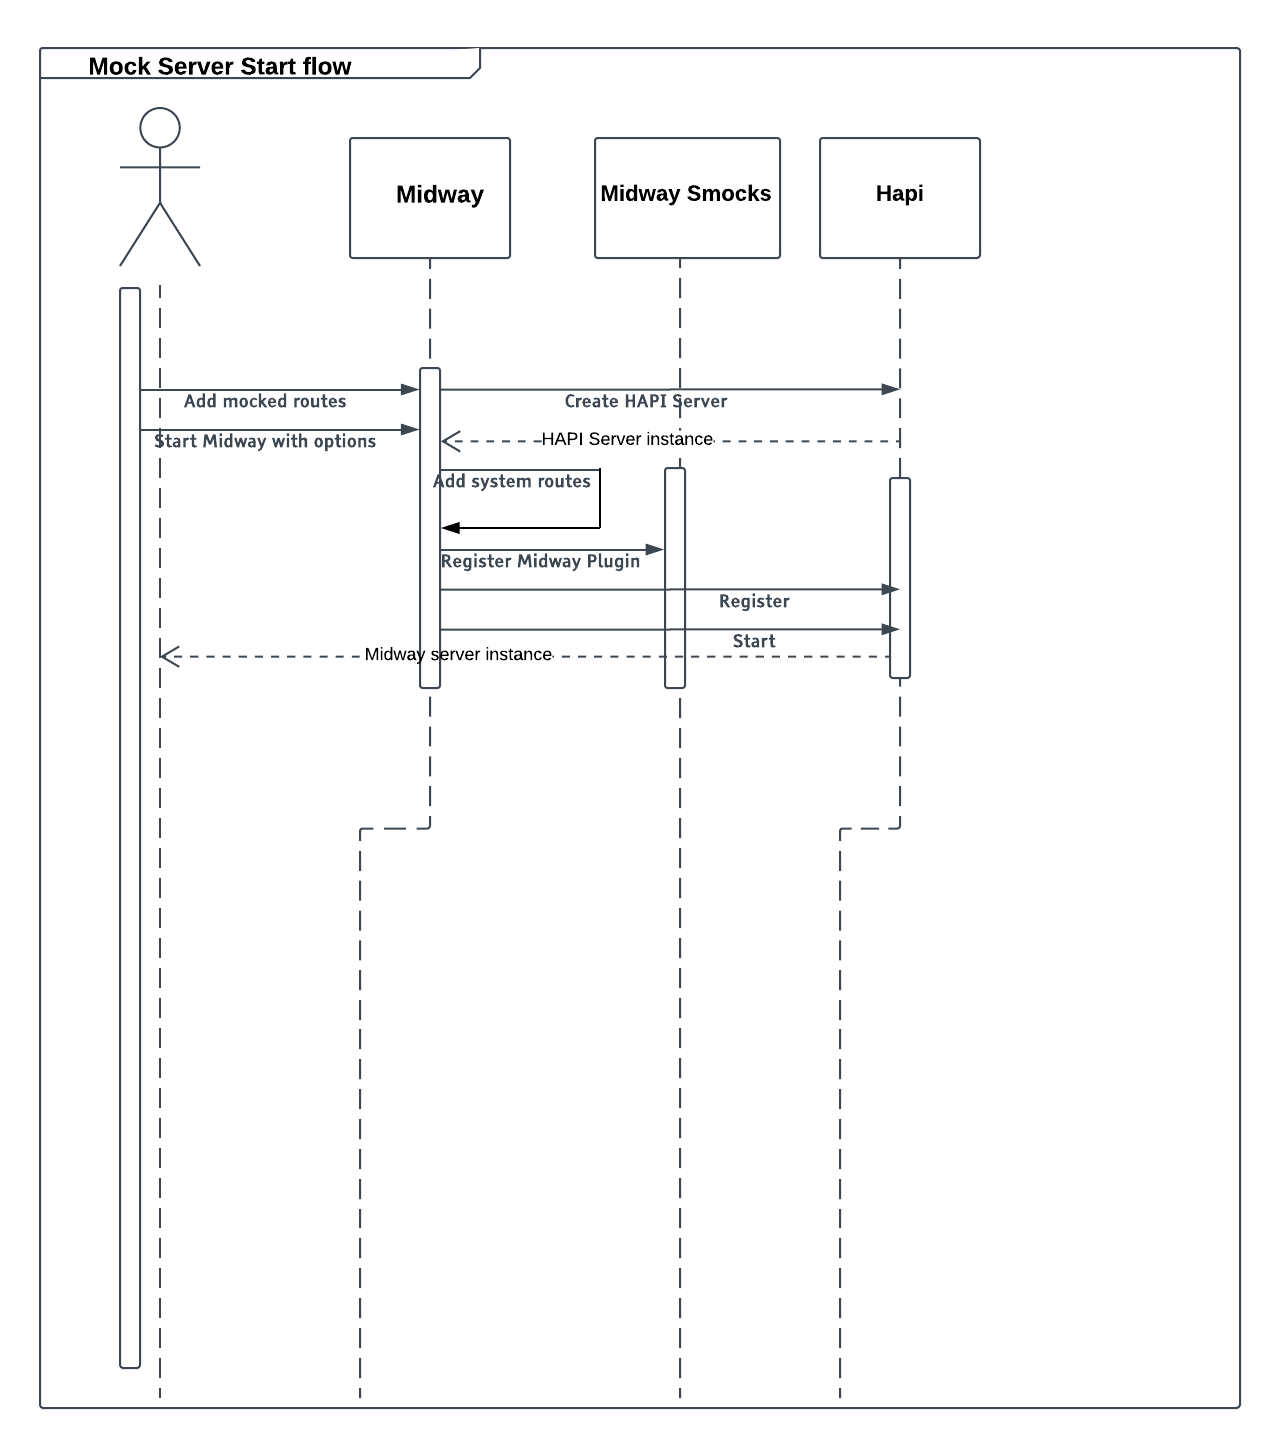 Mock Server Start flow
Midway
Midway Smocks
Hapi
Add mocked routes
Create HAPI Server
Start Midway with options
HAPI Server instance
Add system routes
Register Midway Plugin
Register
Start
Midway server instance